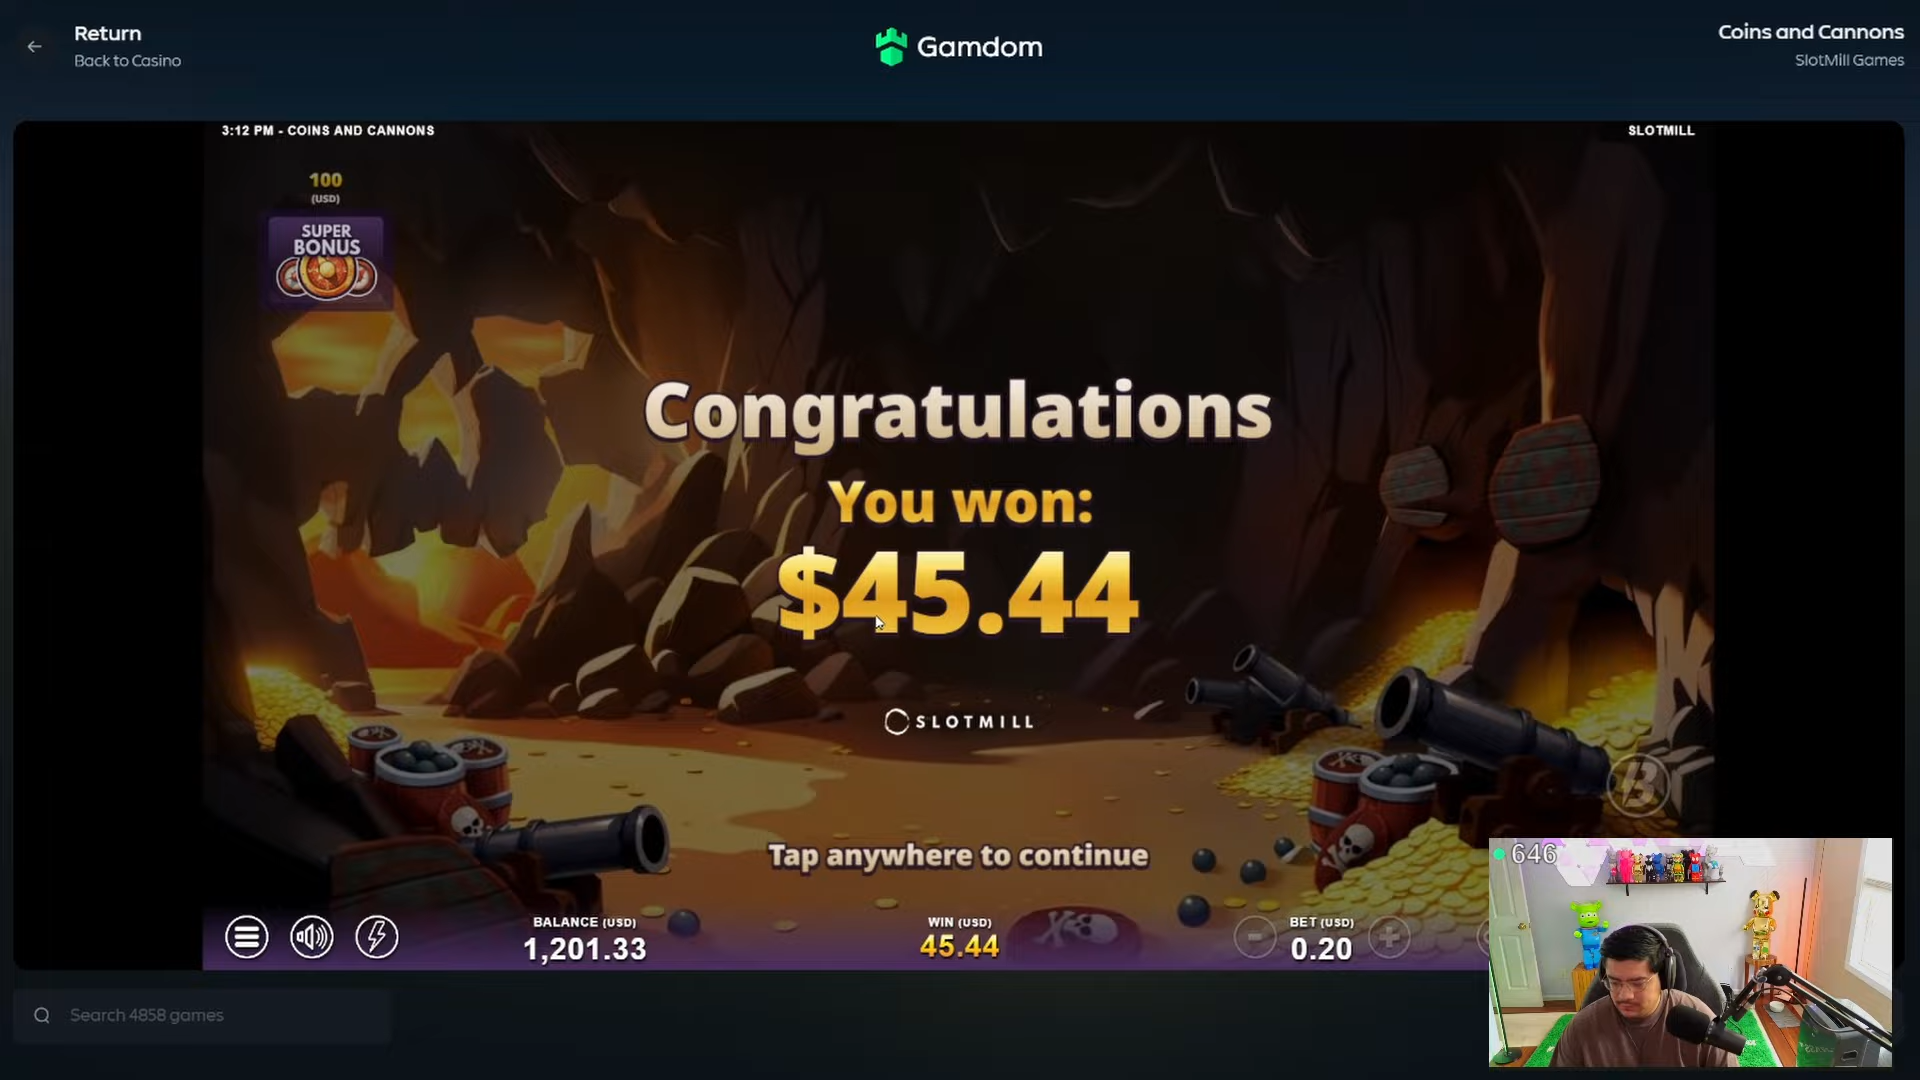 Return
Back to Casino
Gamdom
Coins and Cannons
SlotMill Games
3:12 PM - COINS AND CANNONS
SLOTMILL
100
(USD)
SUPER
BONUS
Congratulations
You won:
$45.44
SLOTMILL
Tap anywhere to continue
BALANCE (USD)
1,201.33
WIN (USD)
45.44
BET (USD)
0.20
646
Search 4858 games